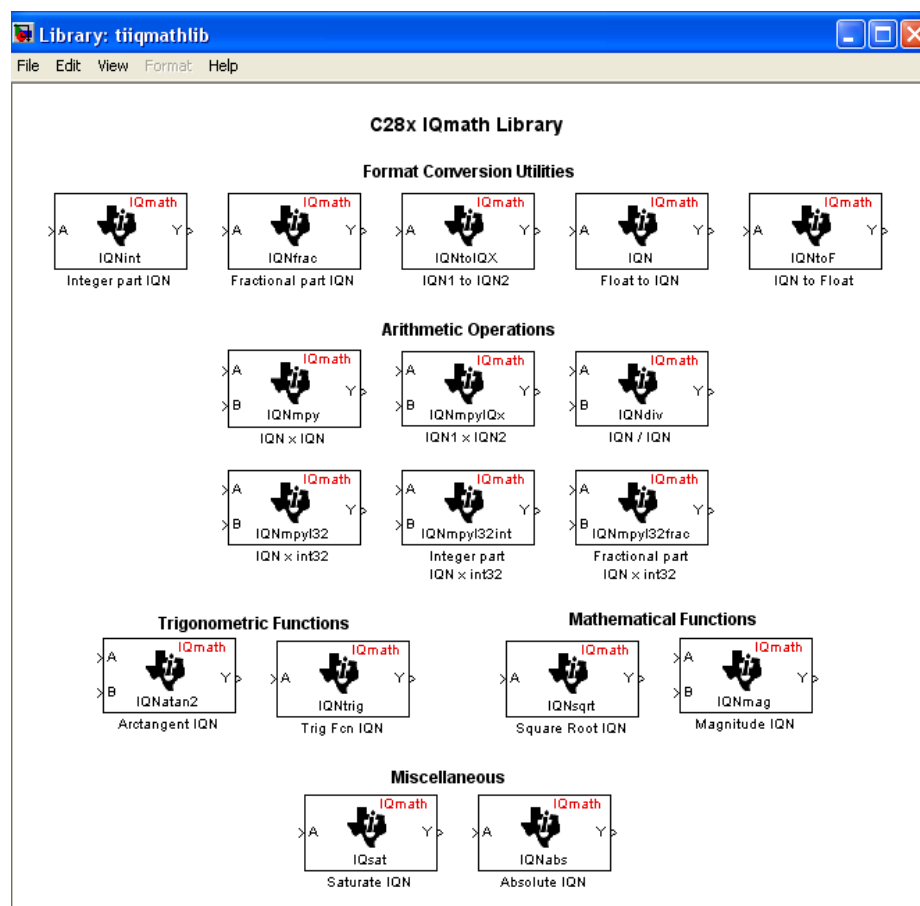 Library: tiiqmathlib
File Edit View Format Help
C28x IQmath Library
Format Conversion Utilities
IQmath IQmath IQmath IQmath IQmath
A Y A Y A Y A Y A Y
IQNint IQNfrac IQNtoIQX IQN IQNtoF
Integer part IQN Fractional part IQN IQN1 to IQN2 Float to IQN IQN to Float
Arithmetic Operations
IQmath IQmath IQmath
A A A
Y Y Y
B B B
IQNmpy IQNmpyIQx IQNdiv
IQN x IQN IQN1 x IQN2 IQN / IQN
IQmath IQmath IQmath
A A A
Y Y Y
B B B
IQNmpyI32 IQNmpyI32int IQNmpyI32frac
IQN x int32 Integer part Fractional part
IQN x int32 IQN x int32
Trigonometric Functions Mathematical Functions
IQmath IQmath IQmath IQmath
A A
Y A Y A Y Y
B B
IQNatan2 IQNtrig IQNsqrt IQNmag
Arctangent IQN Trig Fcn IQN Square Root IQN Magnitude IQN
Miscellaneous
IQmath IQmath
A Y A Y
IQsat IQNabs
Saturate IQN Absolute IQN